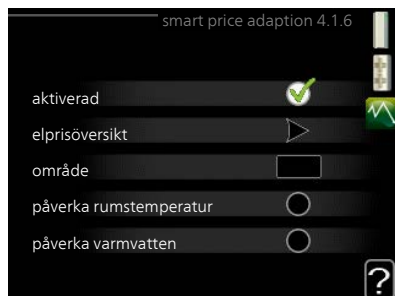 smart price adaption 4.1.6
aktiverad
elprisöversikt
område
påverka rumstemperatur
påverka varmvatten
?